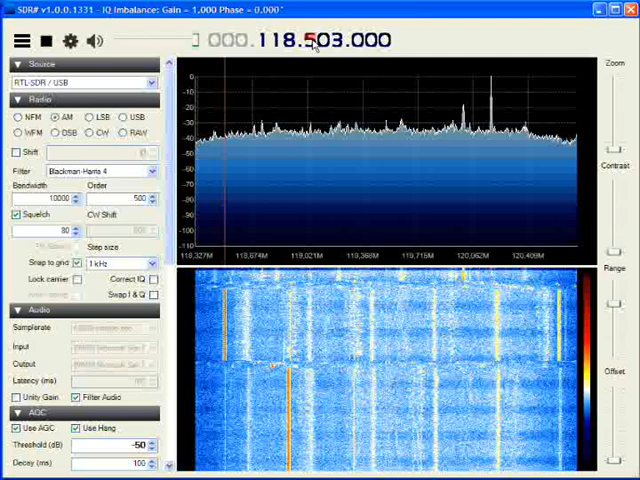 SDR# v1.0.0.1331 - IQ Imbalance: Gain = 1,000 Phase = 0,000°
000.118.503.000
Source
RTL-SDR / USB
Radio
NFM AM LSB USB
WFM DSB CW RAW
Shift 0
Filter Blackman-Harris 4
Bandwidth Order
10000 500
Squelch CW Shift
80
Step size
Snap to grid 1 kHz
Lock carrier Correct IQ
Swap I & Q
Audio
Samplerate
Input
Output
Latency (ms)
Unity Gain Filter Audio
AGC
Use AGC Use Hang
Threshold (dB) -50
Decay (ms) 100
0
-10
-20
-30
-40
-50
-60
-70
-80
-90
-100
-110
118,327M 118,674M 119,021M 119,368M 119,715M 120,062M 120,409M
Zoom
Contrast
Range
Offset